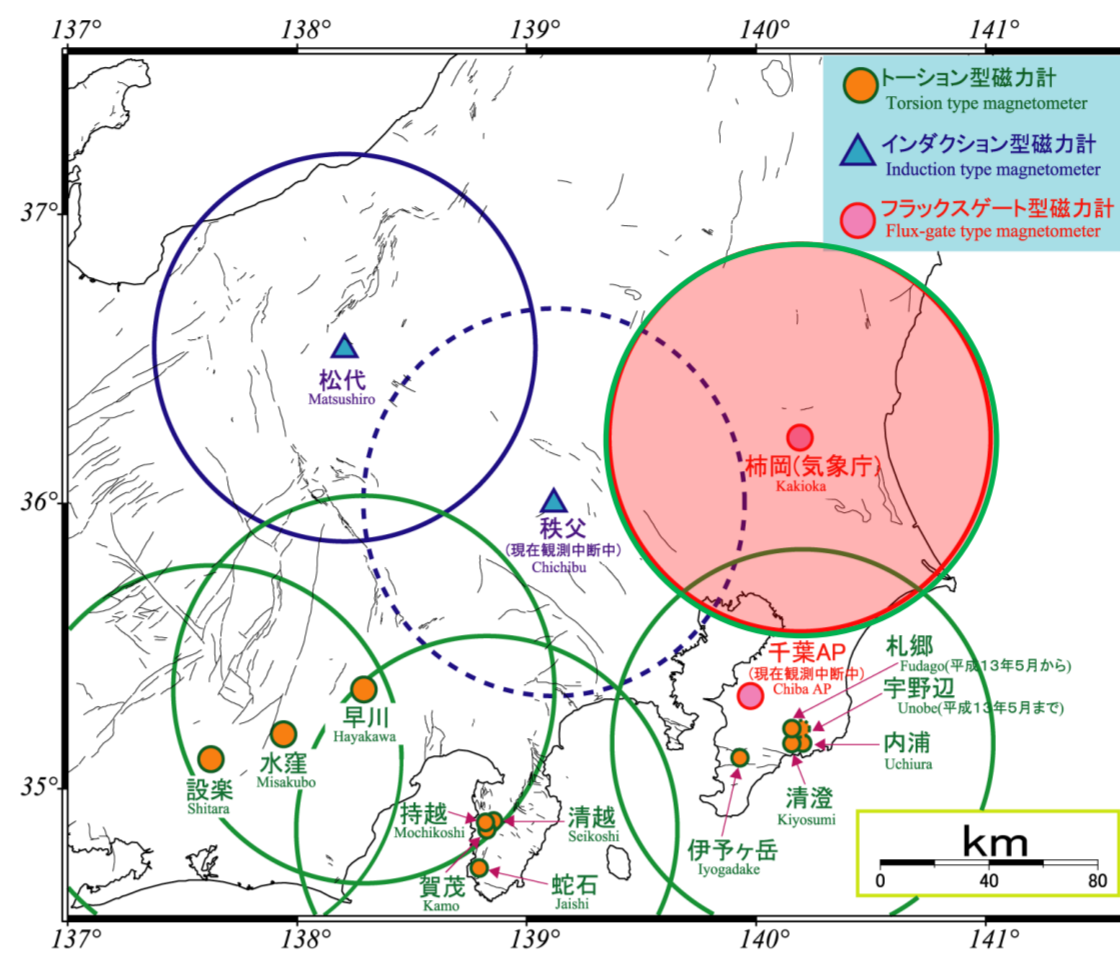 137°
138°
139°
140°
141°
トーション型磁力計
Torsion type magnetometer
インダクション型磁力計
Induction type magnetometer
フラックスゲート型磁力計
Flux-gate type magnetometer
37°
松代
Matsushiro
柿岡(気象庁)
Kakioka
36°
秩父
(現在観測中断中)
Chichibu
千葉AP
(現在観測中断中)
Chiba AP
札郷
Fudago(平成13年5月から)
宇野辺
Unobe(平成13年5月まで)
早川
Hayakawa
内浦
Uchiura
水窪
Misakubo
35°
設楽
Shitara
清澄
Kiyosumi
持越
Mochikoshi
清越
Seikoshi
伊予ヶ岳
Iyogadake
賀茂
Kamo
蛇石
Jaishi
km
0 40 80
137°
138°
139°
140°
141°